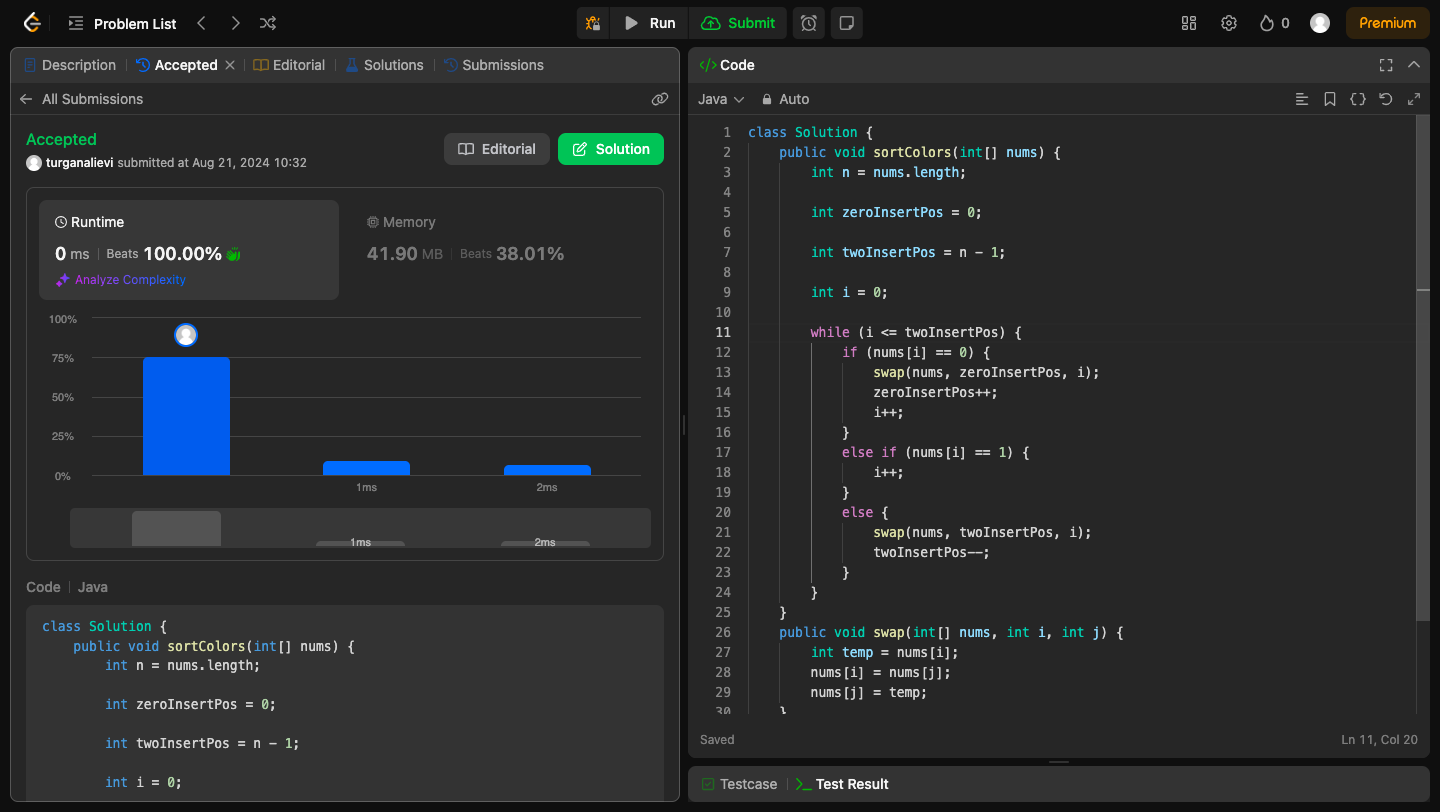 Problem List
Run
Submit
0
Premium
Description
Accepted
Editorial
Solutions
Submissions
All Submissions
Accepted
turganalievi submitted at Aug 21, 2024 10:32
Editorial
Solution
Runtime
0 ms | Beats 100.00%
Analyze Complexity
Memory
41.90 MB | Beats 38.01%
100%
75%
50%
25%
0%
1ms
2ms
1ms
2ms
Code | Java
class Solution {
    public void sortColors(int[] nums) {
        int n = nums.length;
        int zeroInsertPos = 0;
        int twoInsertPos = n - 1;
        int i = 0;
</> Code
Java
Auto
1 class Solution {
2     public void sortColors(int[] nums) {
3         int n = nums.length;
4
5         int zeroInsertPos = 0;
6
7         int twoInsertPos = n - 1;
8
9         int i = 0;
10
11         while (i <= twoInsertPos) {
12             if (nums[i] == 0) {
13                 swap(nums, zeroInsertPos, i);
14                 zeroInsertPos++;
15                 i++;
16             }
17             else if (nums[i] == 1) {
18                 i++;
19             }
20             else {
21                 swap(nums, twoInsertPos, i);
22                 twoInsertPos--;
23             }
24         }
25     }
26     public void swap(int[] nums, int i, int j) {
27         int temp = nums[i];
28         nums[i] = nums[j];
29         nums[j] = temp;
30     }
Saved
Ln 11, Col 20
Testcase
Test Result